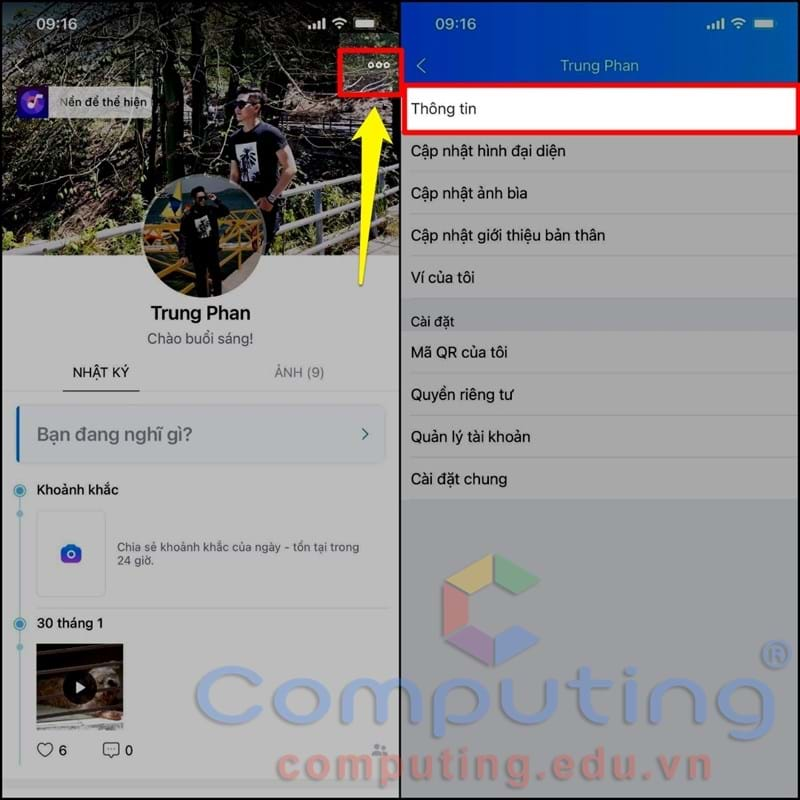 09:16
Nền để thể hiện
Trung Phan
Chào buổi sáng!
NHẬT KÝ
ẢNH (9)
Bạn đang nghĩ gì?
Khoảnh khắc
Chia sẻ khoảnh khắc của ngày - tồn tại trong
24 giờ.
30 tháng 1
6
0
09:16
Trung Phan
Thông tin
Cập nhật hình đại diện
Cập nhật ảnh bìa
Cập nhật giới thiệu bản thân
Ví của tôi
Cài đặt
Mã QR của tôi
Quyền riêng tư
Quản lý tài khoản
Cài đặt chung
Computing®
computing.edu.vn